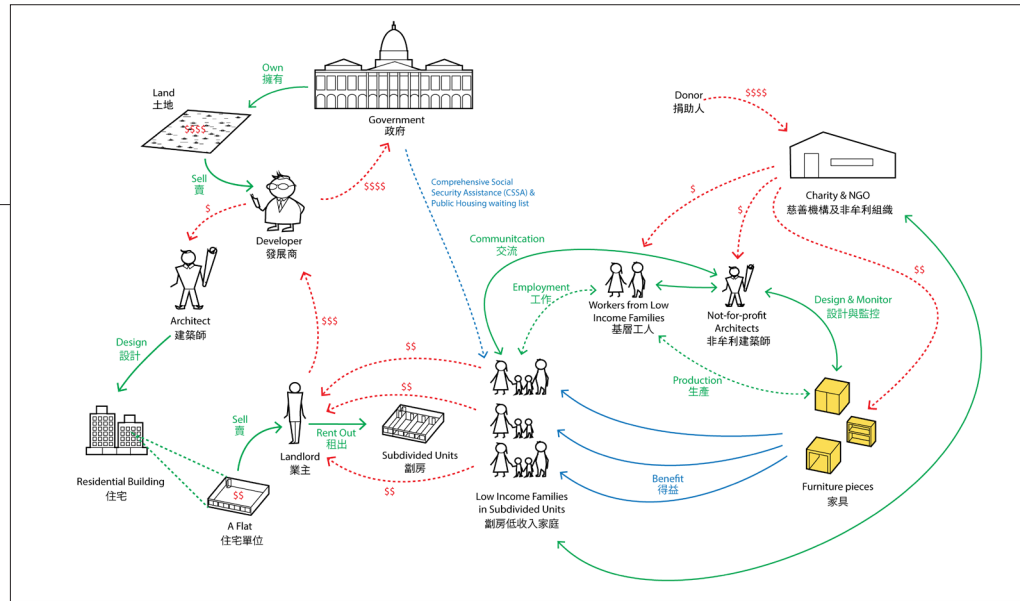 Own
擁有
Land
土地
$$$$
Government
政府
Sell
賣
$$$$
Developer
發展商
$
Architect
建築師
Design
設計
Residential Building
住宅
$$
A Flat
住宅單位
Sell
賣
$$$
Landlord
業主
Rent Out
租出
Subdivided Units
劏房
$$
$$
$$
Comprehensive Social
Security Assistance (CSSA) &
Public Housing waiting list
Low Income Families
in Subdivided Units
劏房低收入家庭
Communitcation
交流
Employment
工作
Workers from Low
Income Families
基層工人
Donor
捐助人
$$$$
Charity & NGO
慈善機構及非牟利組織
$
$
$$
Not-for-profit
Architects
非牟利建築師
Design & Monitor
設計與監控
Production
生產
Benefit
得益
Furniture pieces
家具